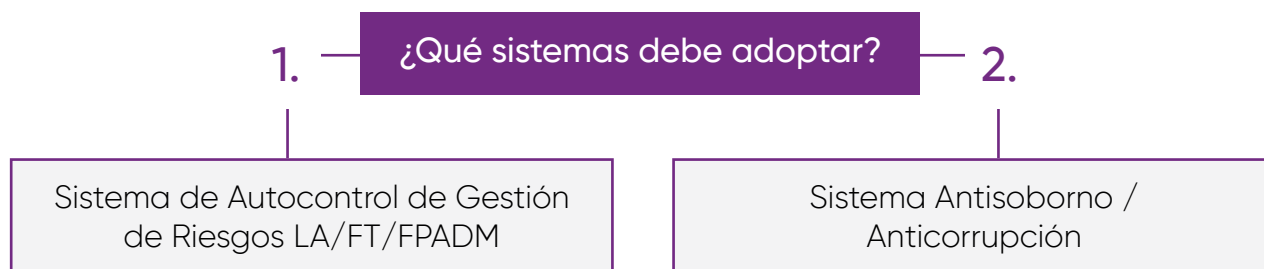 ¿Qué sistemas debe adoptar?
1.
2.
Sistema de Autocontrol de Gestión
de Riesgos LA/FT/FPADM
Sistema Antisoborno /
Anticorrupción